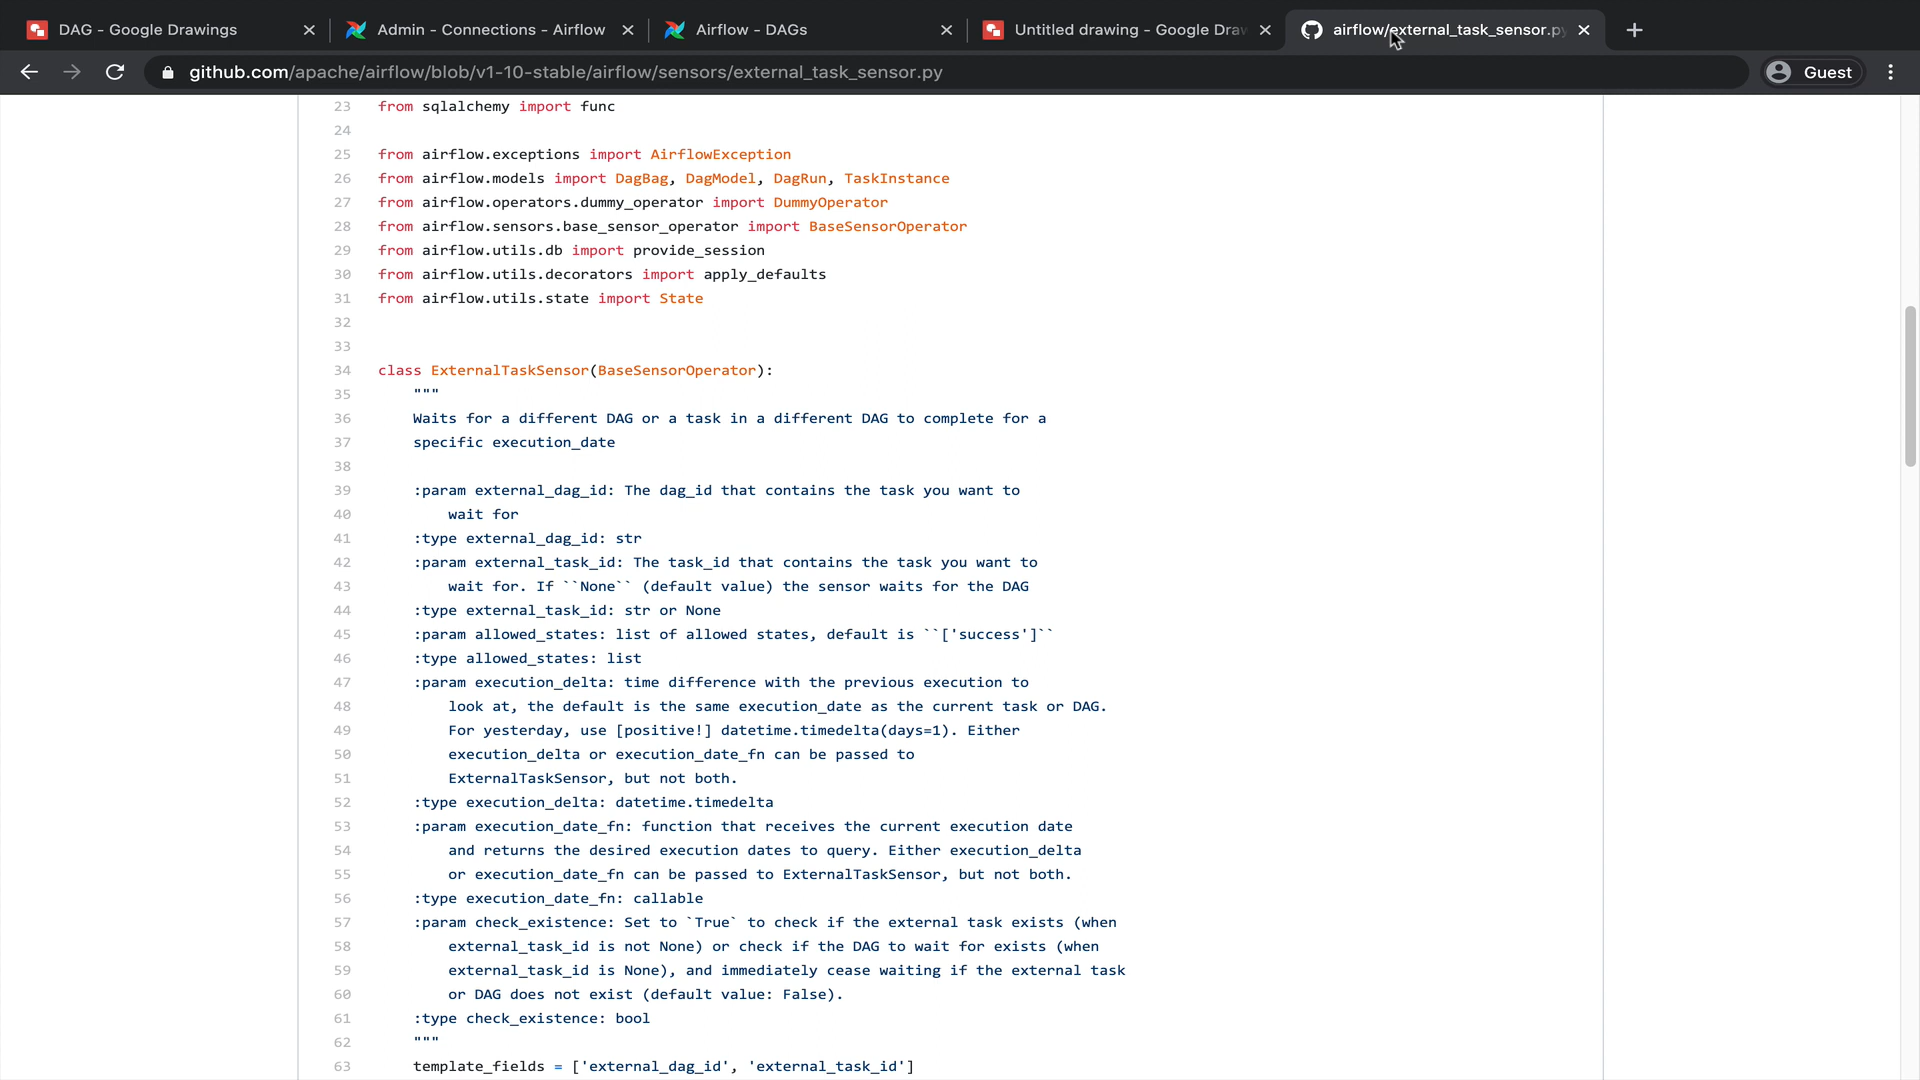 DAG - Google Drawings
Admin - Connections - Airflow
Airflow - DAGs
Untitled drawing - Google Draw
airflow/external_task_sensor.py
github.com/apache/airflow/blob/v1-10-stable/airflow/sensors/external_task_sensor.py
Guest
23 from sqlalchemy import func
24
25 from airflow.exceptions import AirflowException
26 from airflow.models import DagBag, DagModel, DagRun, TaskInstance
27 from airflow.operators.dummy_operator import DummyOperator
28 from airflow.sensors.base_sensor_operator import BaseSensorOperator
29 from airflow.utils.db import provide_session
30 from airflow.utils.decorators import apply_defaults
31 from airflow.utils.state import State
32
33
34 class ExternalTaskSensor(BaseSensorOperator):
35 """
36 Waits for a different DAG or a task in a different DAG to complete for a
37 specific execution_date
38
39 :param external_dag_id: The dag_id that contains the task you want to
40 wait for
41 :type external_dag_id: str
42 :param external_task_id: The task_id that contains the task you want to
43 wait for. If ``None`` (default value) the sensor waits for the DAG
44 :type external_task_id: str or None
45 :param allowed_states: list of allowed states, default is ``['success']``
46 :type allowed_states: list
47 :param execution_delta: time difference with the previous execution to
48 look at, the default is the same execution_date as the current task or DAG.
49 For yesterday, use [positive!] datetime.timedelta(days=1). Either
50 execution_delta or execution_date_fn can be passed to
51 ExternalTaskSensor, but not both.
52 :type execution_delta: datetime.timedelta
53 :param execution_date_fn: function that receives the current execution date
54 and returns the desired execution dates to query. Either execution_delta
55 or execution_date_fn can be passed to ExternalTaskSensor, but not both.
56 :type execution_date_fn: callable
57 :param check_existence: Set to `True` to check if the external task exists (when
58 external_task_id is not None) or check if the DAG to wait for exists (when
59 external_task_id is None), and immediately cease waiting if the external task
60 or DAG does not exist (default value: False).
61 :type check_existence: bool
62 """
63 template_fields = ['external_dag_id', 'external_task_id']